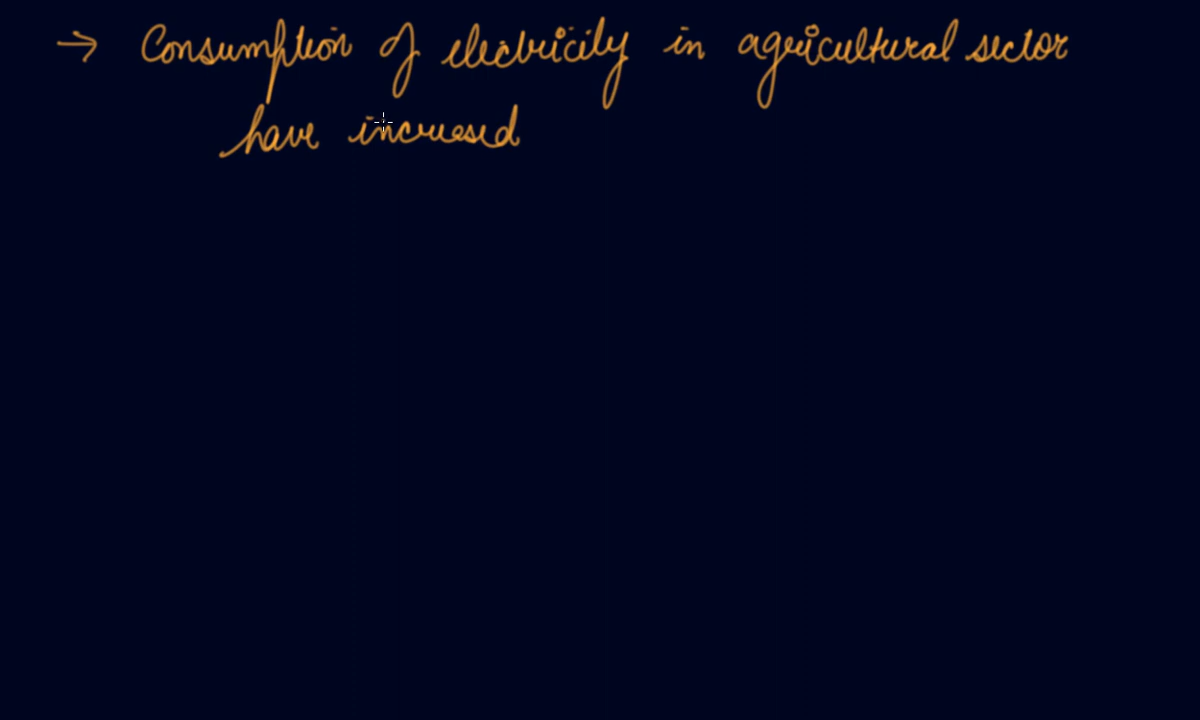 → Consumption of electricity in agricultural sector
have increased